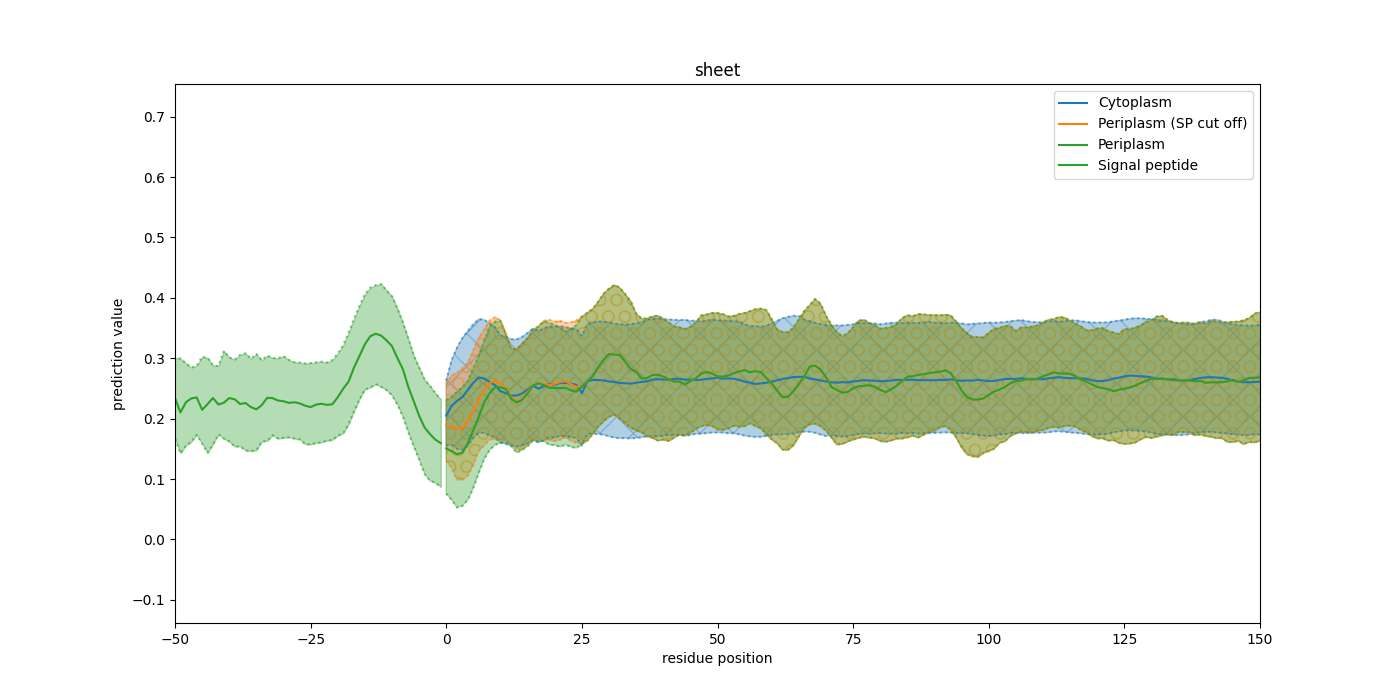 sheet
Cytoplasm
Periplasm (SP cut off)
Periplasm
Signal peptide
prediction value
0.7
0.6
0.5
0.4
0.3
0.2
0.1
0.0
−0.1
−50 −25 0 25 50 75 100 125 150
residue position